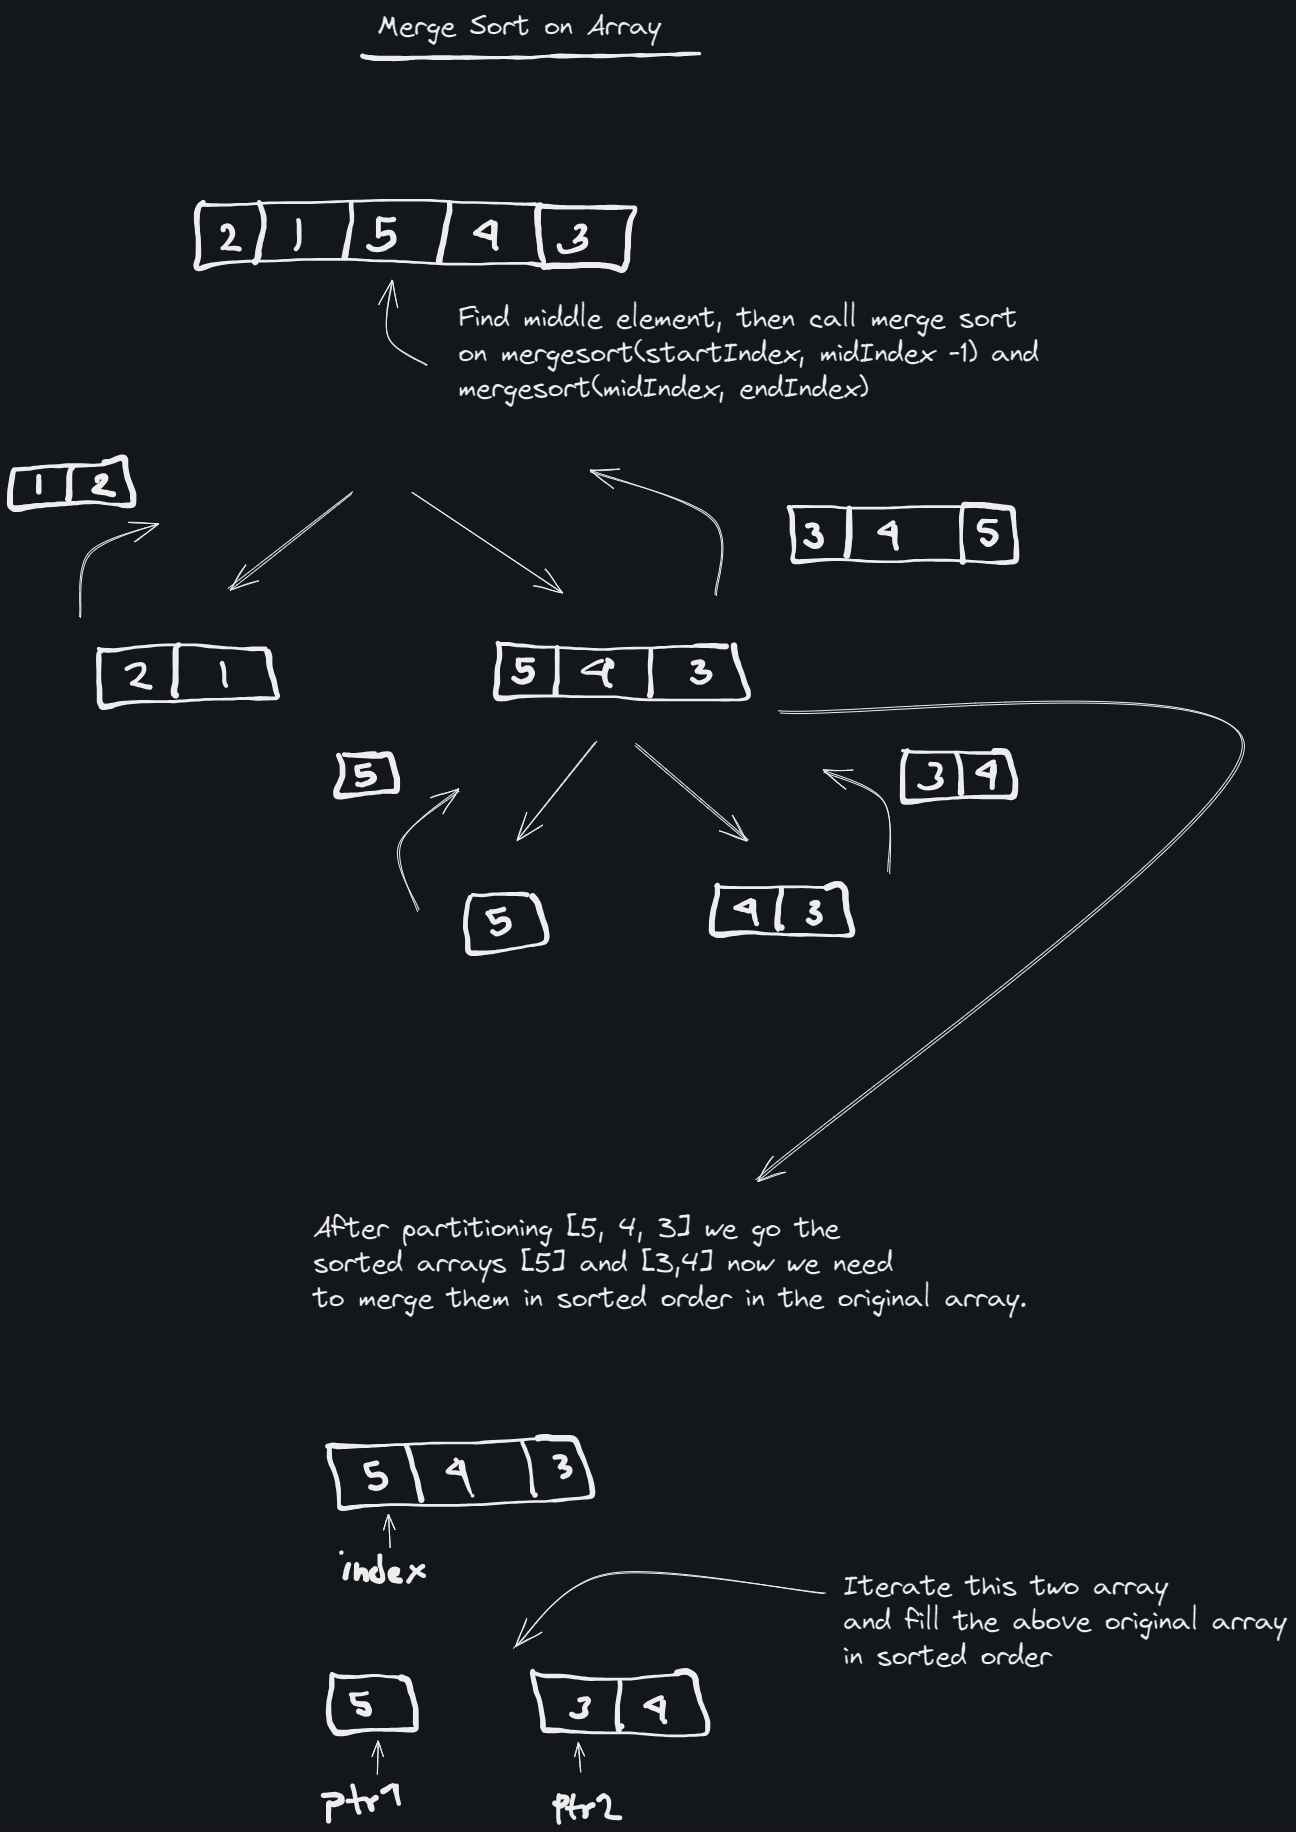 Merge Sort on Array
2 1 5 4 3
Find middle element, then call merge sort
on mergesort(startIndex, midIndex -1) and
mergesort(midIndex, endIndex)
1 2
3 4 5
2 1
5 4 3
5
3 4
5
4 3
After partitioning [5, 4, 3] we go the
sorted arrays [5] and [3,4] now we need
to merge them in sorted order in the original array.
5 4 3
index
Iterate this two array
and fill the above original array
in sorted order
5
3 4
ptr1
ptr2